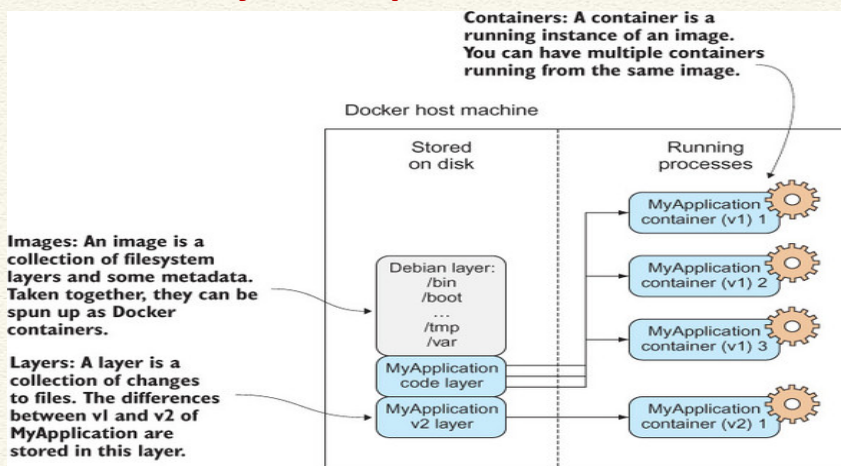 Containers: A container is a
running instance of an image.
You can have multiple containers
running from the same image.
Docker host machine
Stored
on disk
Running
processes
MyApplication
container (v1) 1
Images: An image is a
collection of filesystem
layers and some metadata.
Taken together, they can be
spun up as Docker
containers.
Debian layer:
/bin
/boot
...
/tmp
/var
MyApplication
container (v1) 2
MyApplication
container (v1) 3
Layers: A layer is a
collection of changes
to files. The differences
between v1 and v2 of
MyApplication are
stored in this layer.
MyApplication
code layer
MyApplication
v2 layer
MyApplication
container (v2) 1